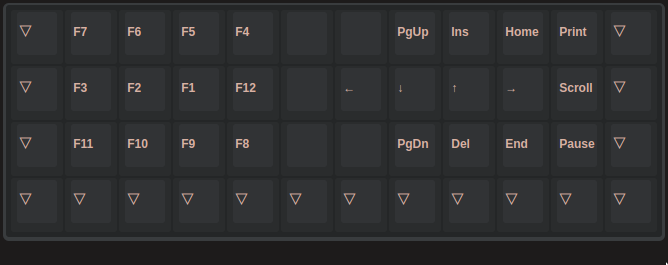 ▽ F7 F6 F5 F4 PgUp Ins Home Print ▽
▽ F3 F2 F1 F12 ← ↓ ↑ → Scroll ▽
▽ F11 F10 F9 F8 PgDn Del End Pause ▽
▽ ▽ ▽ ▽ ▽ ▽ ▽ ▽ ▽ ▽ ▽ ▽